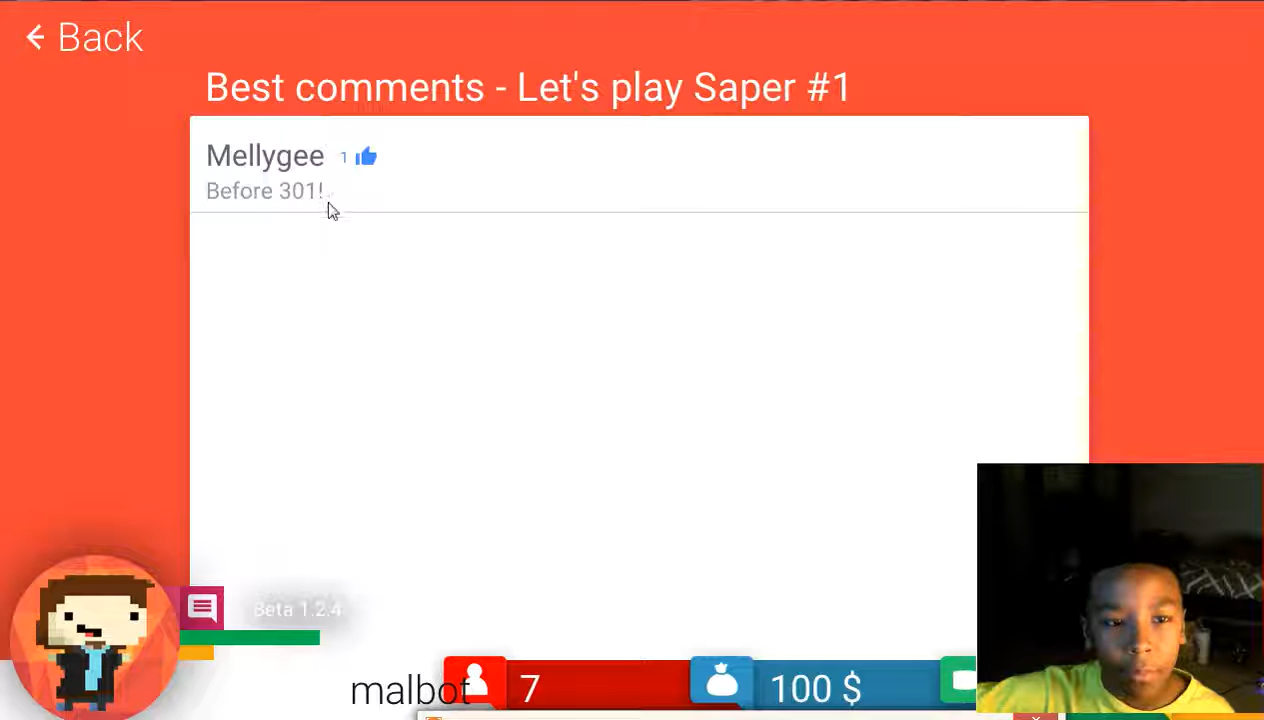 Back
Best comments - Let's play Saper #1
Mellygee 1
Before 301!
Beta 1.2.4
malbot 7 100 $